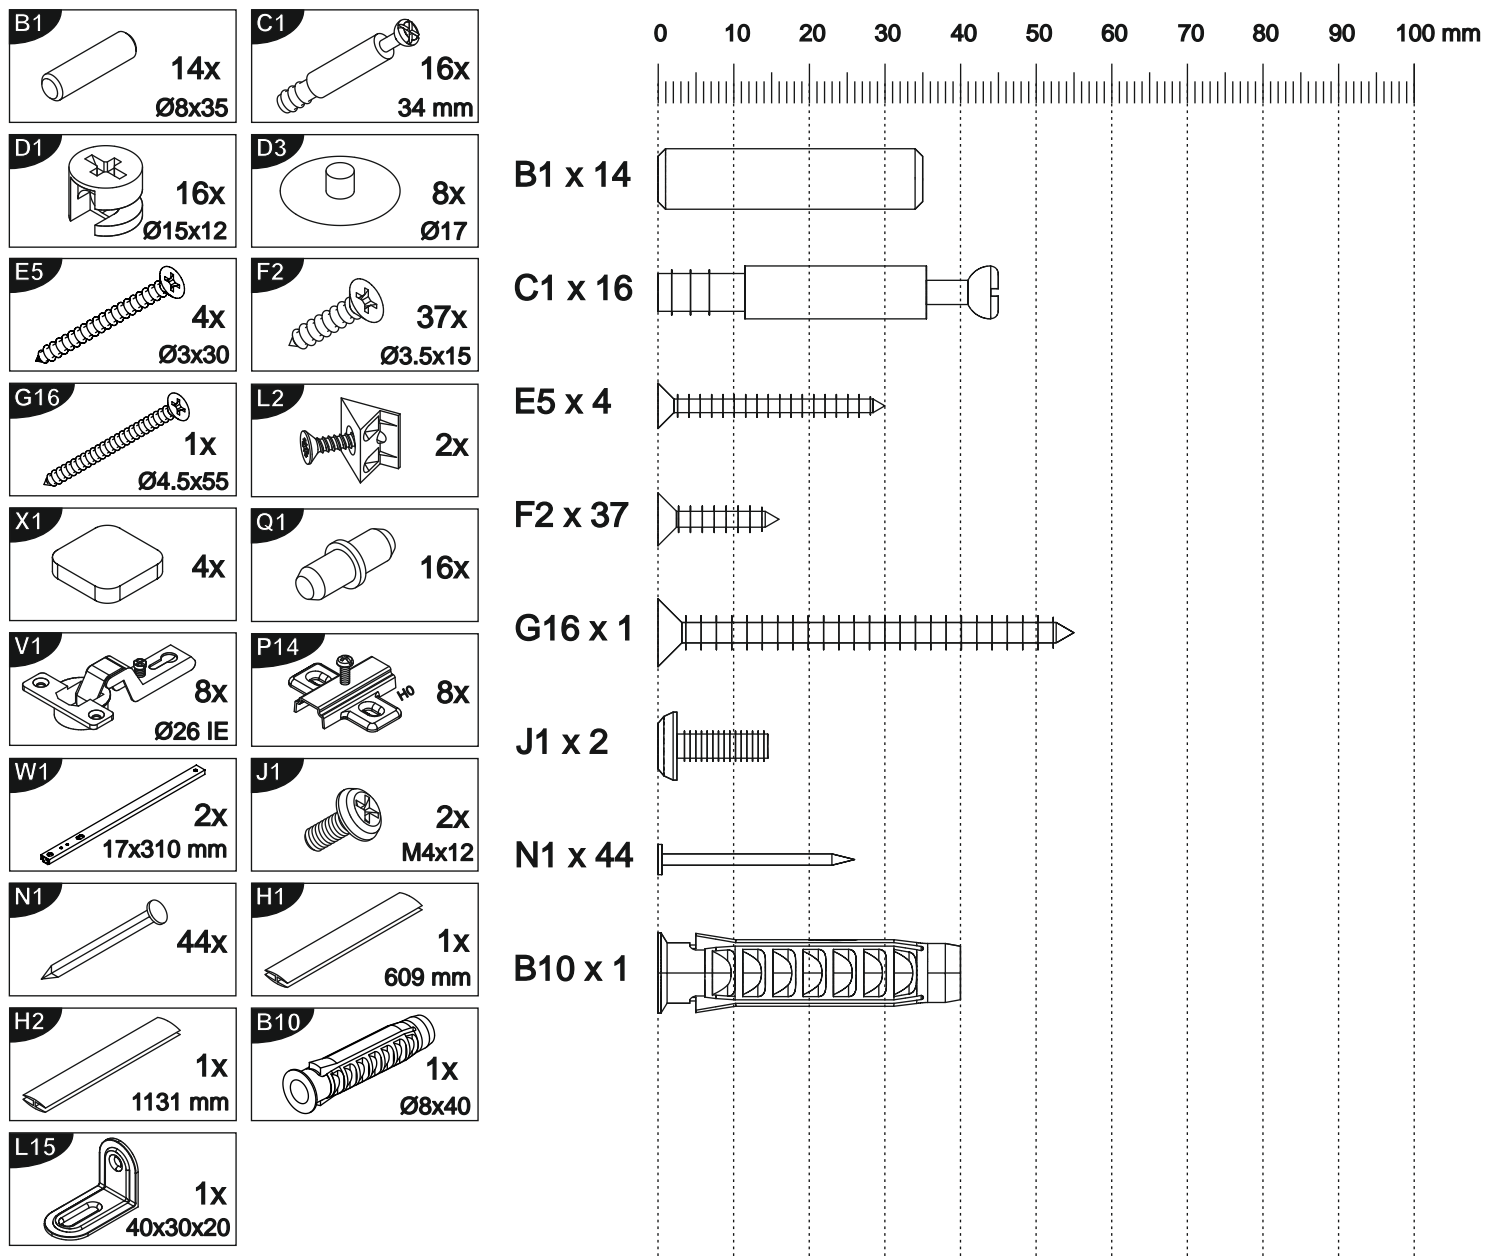 B1
14x
Ø8x35
C1
16x
34 mm
D1
16x
Ø15x12
D3
8x
Ø17
E5
4x
Ø3x30
F2
37x
Ø3.5x15
G16
1x
Ø4.5x55
L2
2x
X1
4x
Q1
16x
V1
8x
Ø26 IE
P14
H0
8x
W1
2x
17x310 mm
J1
2x
M4x12
N1
44x
H1
1x
609 mm
H2
1x
1131 mm
B10
1x
Ø8x40
L15
1x
40x30x20
0 10 20 30 40 50 60 70 80 90 100 mm
B1 x 14
C1 x 16
E5 x 4
F2 x 37
G16 x 1
J1 x 2
N1 x 44
B10 x 1